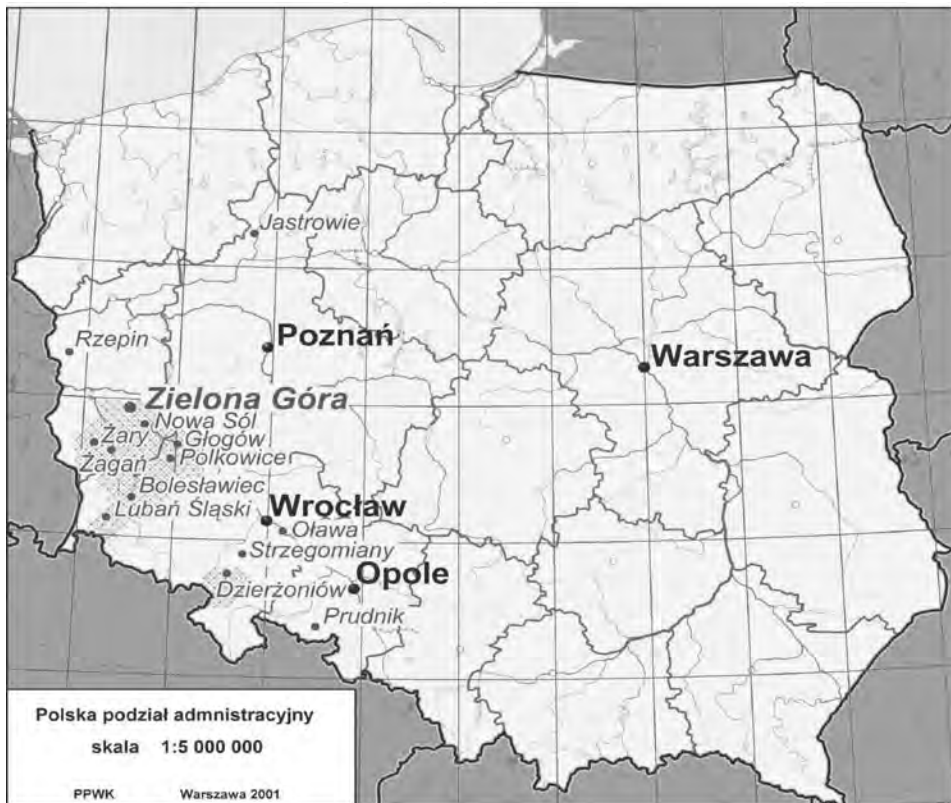 Jastrowie
Rzepin
Poznań
Warszawa
Zielona Góra
Nowa Sól
Żary
Głogów
Żagań
Polkowice
Bolesławiec
Lubań Śląski
Wrocław
Oława
Strzegomiany
Opole
Dzierżoniów
Prudnik
Polska podział admnistracyjny
skala 1:5 000 000
PPWK Warszawa 2001